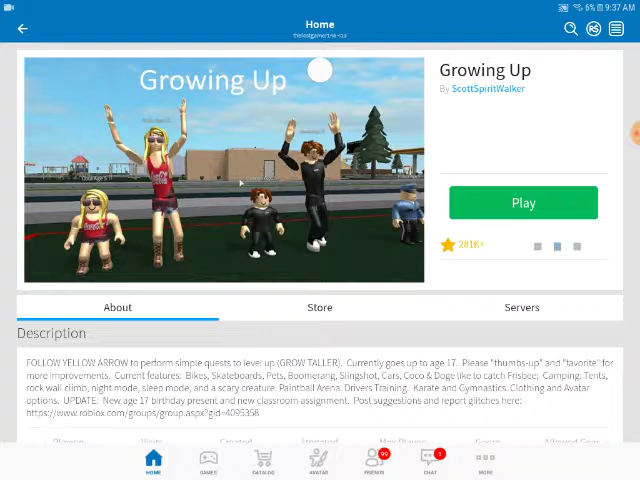 6% 9:37 AM
Home
Growing Up
Growing Up
By ScottSpiritWalker
Play
281K+
About
Store
Servers
Description
FOLLOW YELLOW ARROW to perform simple quests to level up (GROW TALLER). Currently goes up to age 17. Please "thumbs-up" and "favorite" for
more improvements. Current features: Bikes, Skateboards, Pets, Boomerang, Slingshot, Cars, Coco & Doge like to catch Frisbee; Camping: Tents,
rock wall climb, night mode, sleep mode, and a scary creature. Paintball Arena. Drivers Training. Karate and Gymnastics. Clothing and Avatar
options. UPDATE: New age 17 birthday present and new classroom assignment. Post suggestions and report glitches here:
https://www.roblox.com/groups/group.aspx?gid=4095358
99
1
HOME
GAMES
CATALOG
AVATAR
FRIENDS
CHAT
MORE